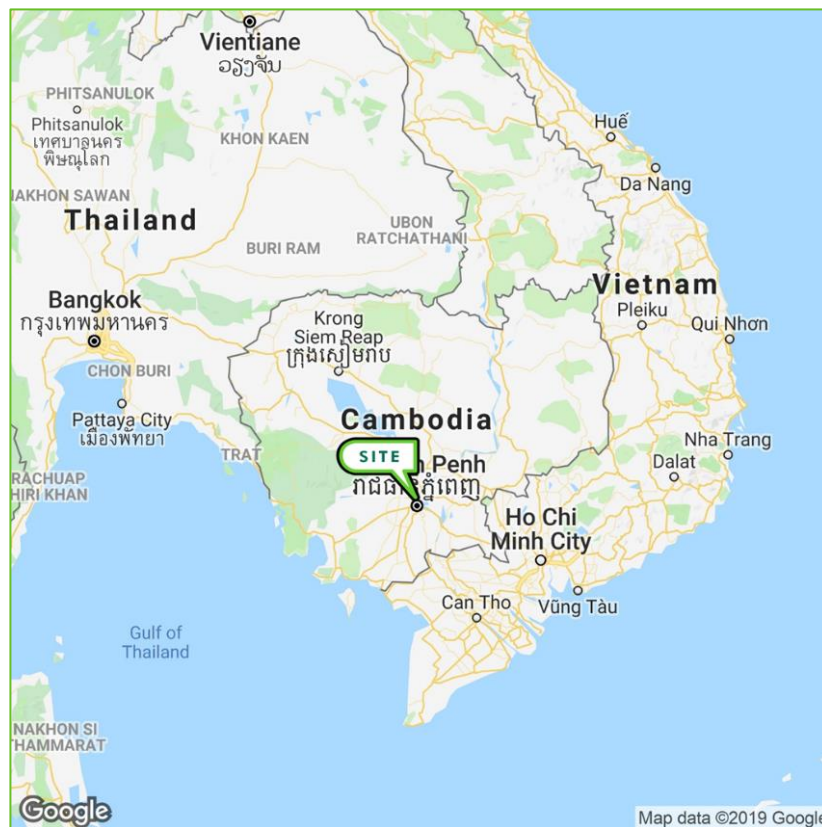 Vientiane
ວຽງຈັນ
PHITSANULOK
Phitsanulok
เทศบาลนคร
พิษณุโลก
KHON KAEN
Huế
Da Nang
NAKHON SAWAN
Thailand
UBON
RATCHATHANI
BURI RAM
Vietnam
Pleiku
Qui Nhơn
Bangkok
กรุงเทพมหานคร
Krong
Siem Reap
ក្រុងសៀមរាប
CHON BURI
Pattaya City
เมืองพัทยา
Cambodia
TRAT
SITE
Penh
Nha Trang
Dalat
RACHUAP
HIRI KHAN
Ho Chi
Minh City
Can Tho
Vũng Tàu
Gulf of
Thailand
NAKHON SI
THAMMARAT
Google
Map data ©2019 Google